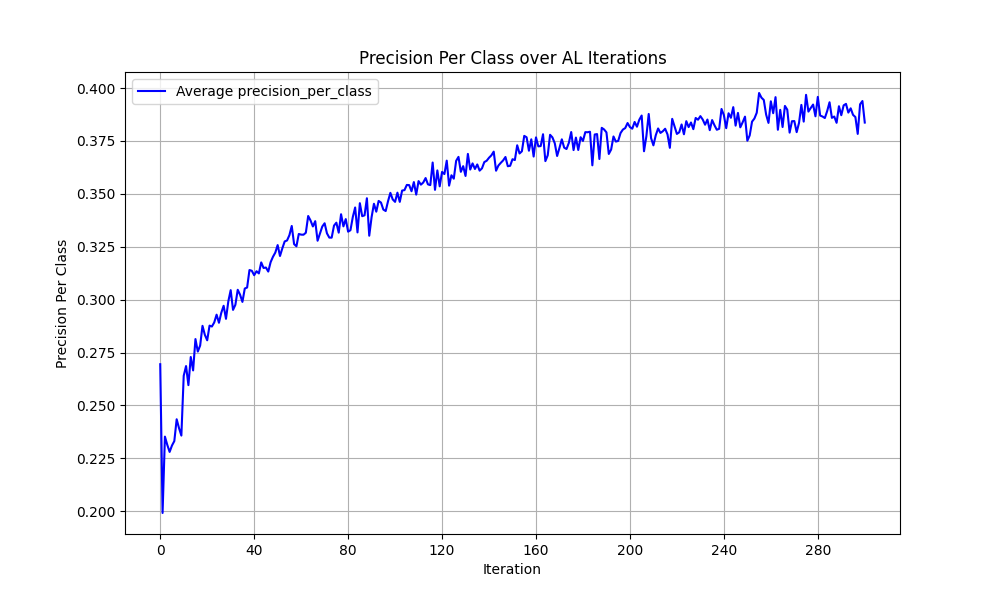 Precision Per Class over AL Iterations
Average precision_per_class
Precision Per Class
0.400
0.375
0.350
0.325
0.300
0.275
0.250
0.225
0.200
0 40 80 120 160 200 240 280
Iteration